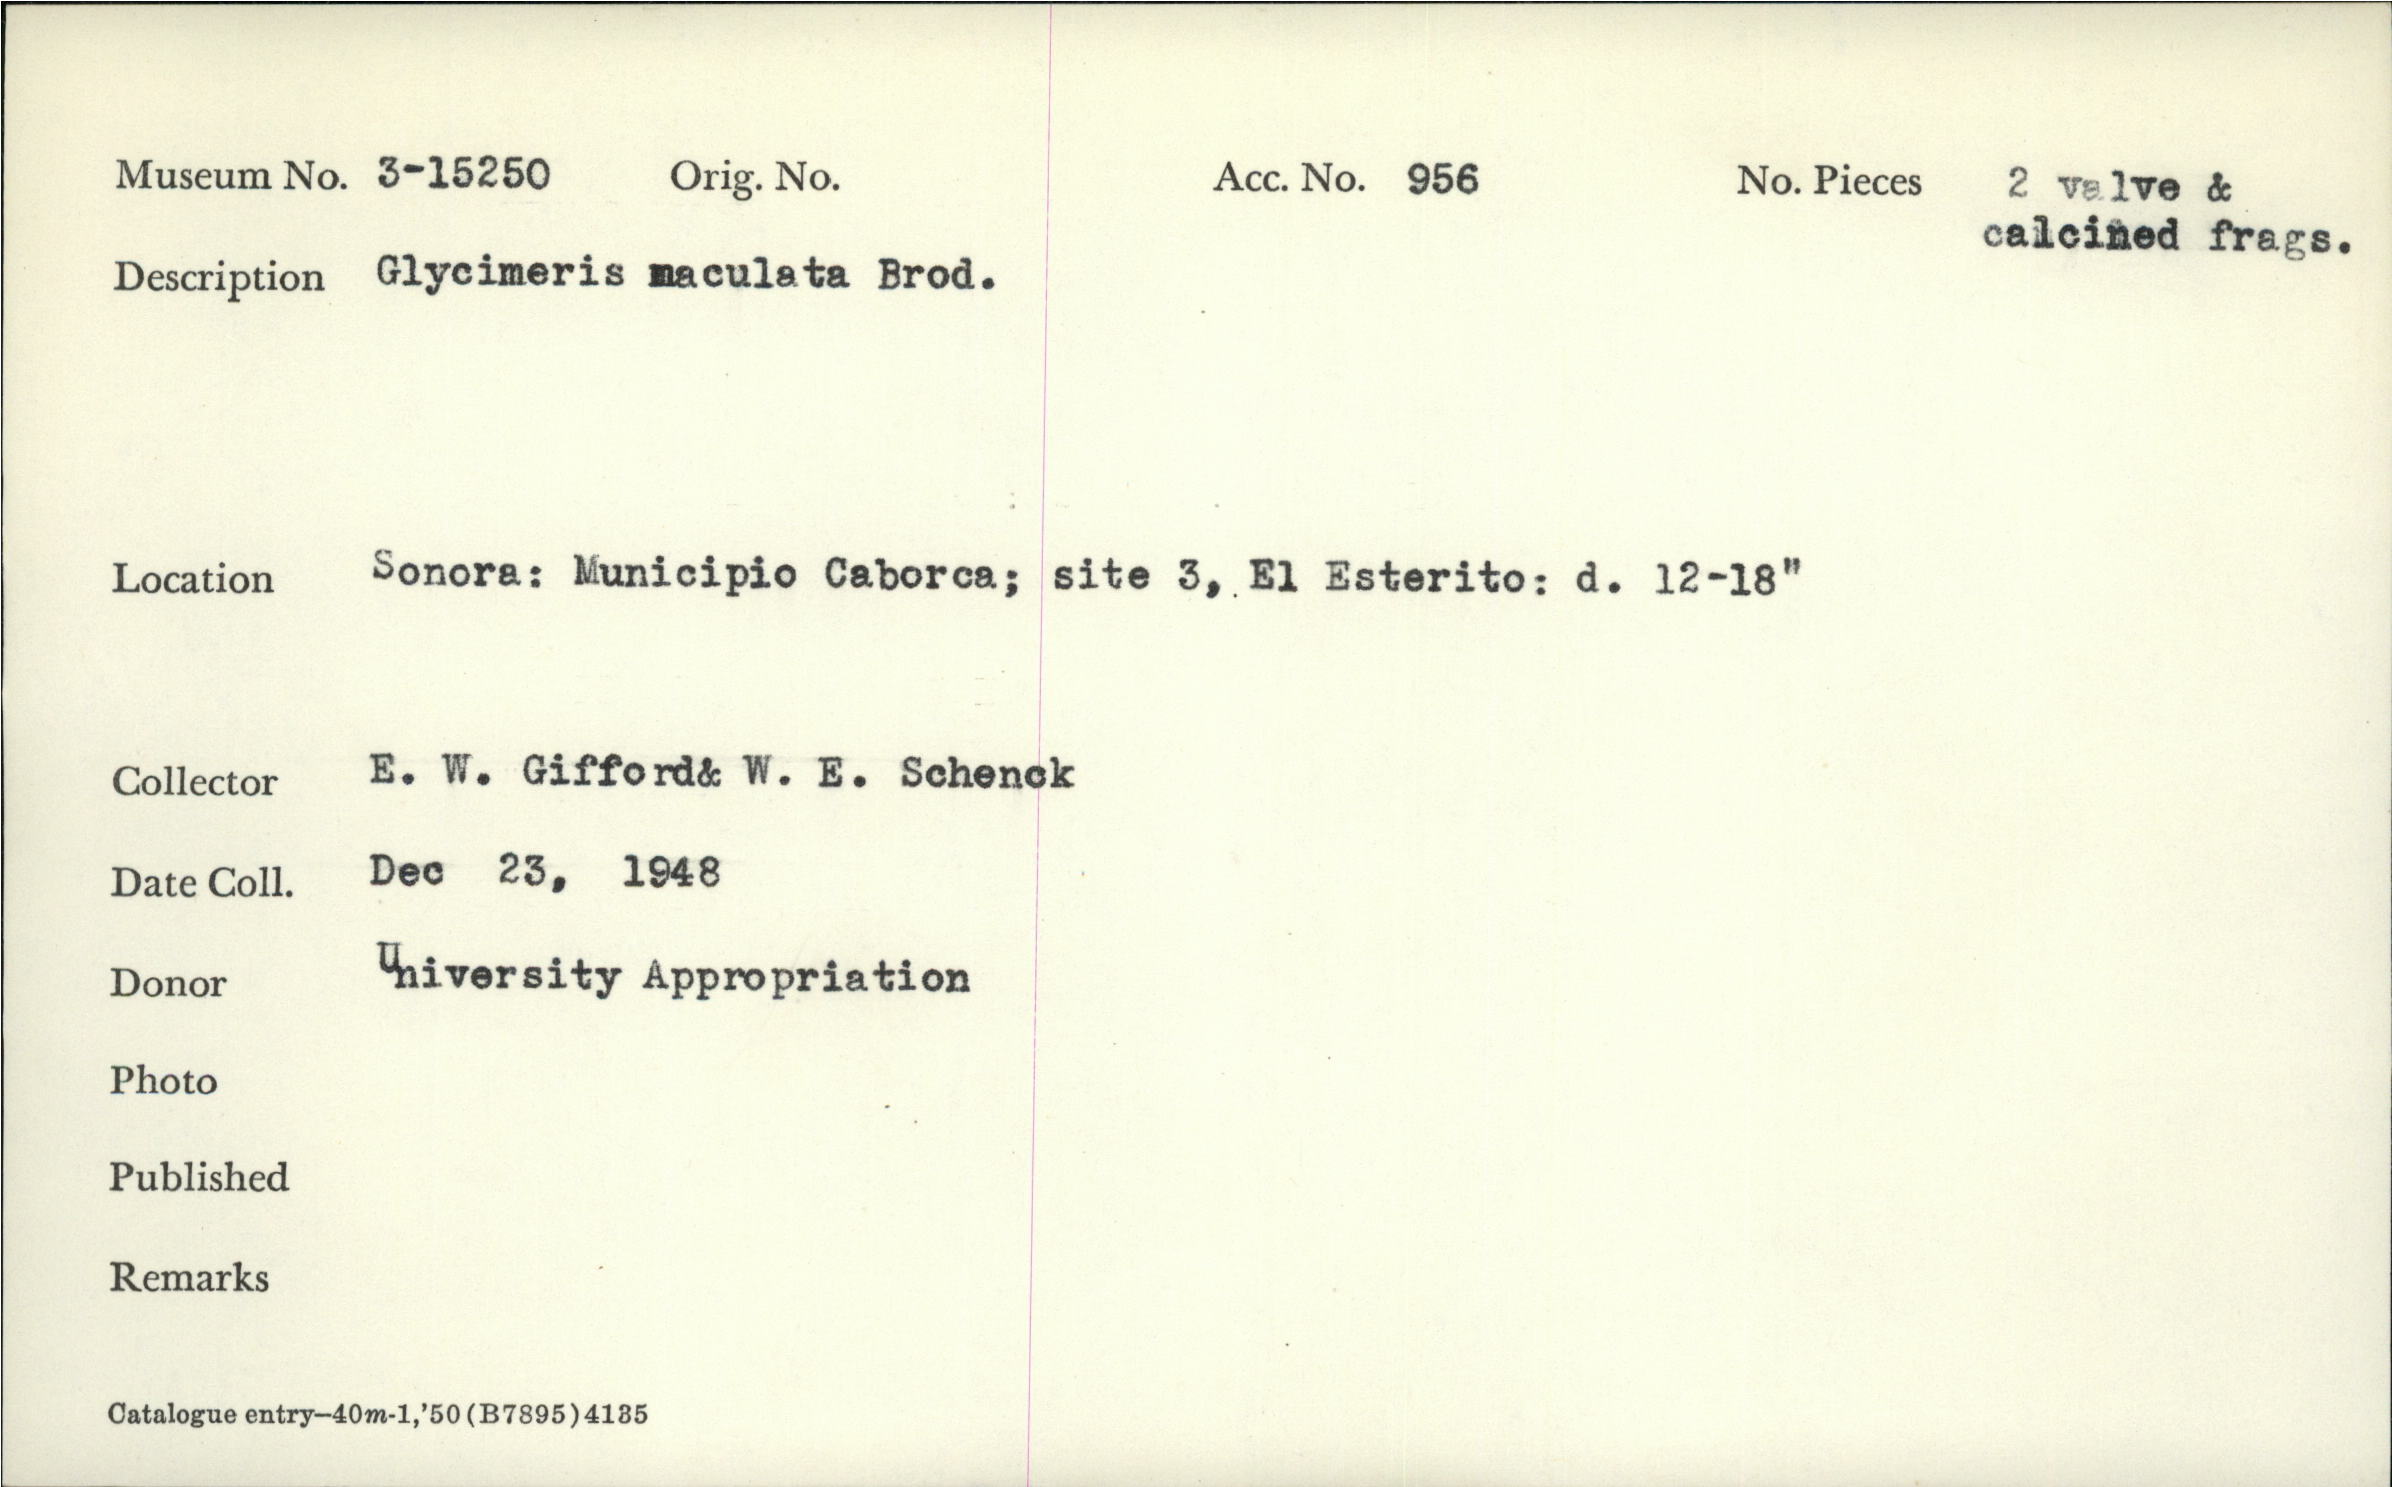 Museum No. 3-15250 Orig. No. Acc. No. 956 No. Pieces 2 valve &
calcined frags.
Description Glycimeris maculata Brod.
Location Sonora: Municipio Caborca; site 3, El Esterito: d. 12-18"
Collector E. W. Gifford& W. E. Schenck
Date Coll. Dec 23, 1948
Donor University Appropriation
Photo
Published
Remarks
Catalogue entry—40m-1,'50(B7895)4135